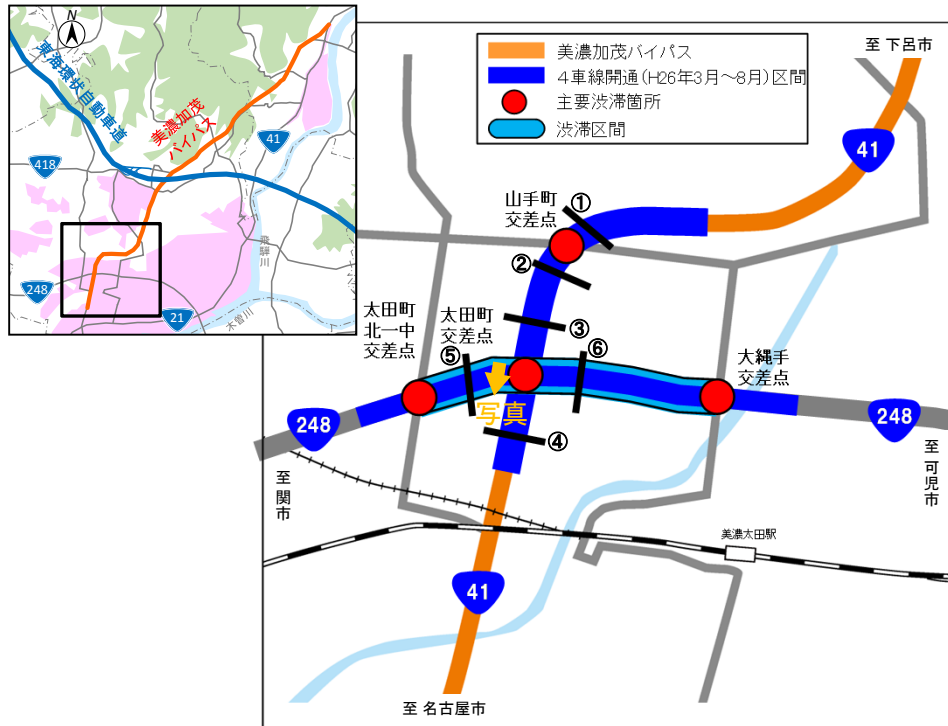 N
東海環状自動車道
美濃加茂
バイパス
41
418
248
21
飛騨川
木曽川
美濃加茂バイパス
4車線開通(H26年3月~8月)区間
主要渋滞箇所
渋滞区間
至 下呂市
41
山手町
交差点
①
②
③
太田町
北一中
交差点
太田町
交差点
⑤
⑥
大縄手
交差点
写真
④
248
248
至 関市
至 可児市
美濃太田駅
41
至 名古屋市